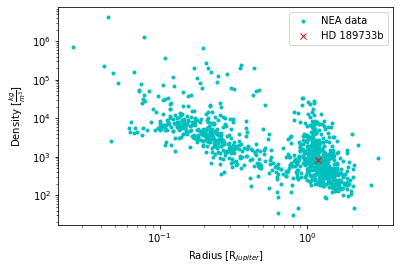 NEA data
HD 189733b
Density [kg/m³]
10⁶
10⁵
10⁴
10³
10²
10⁻¹
10⁰
Radius [R_Jupiter]